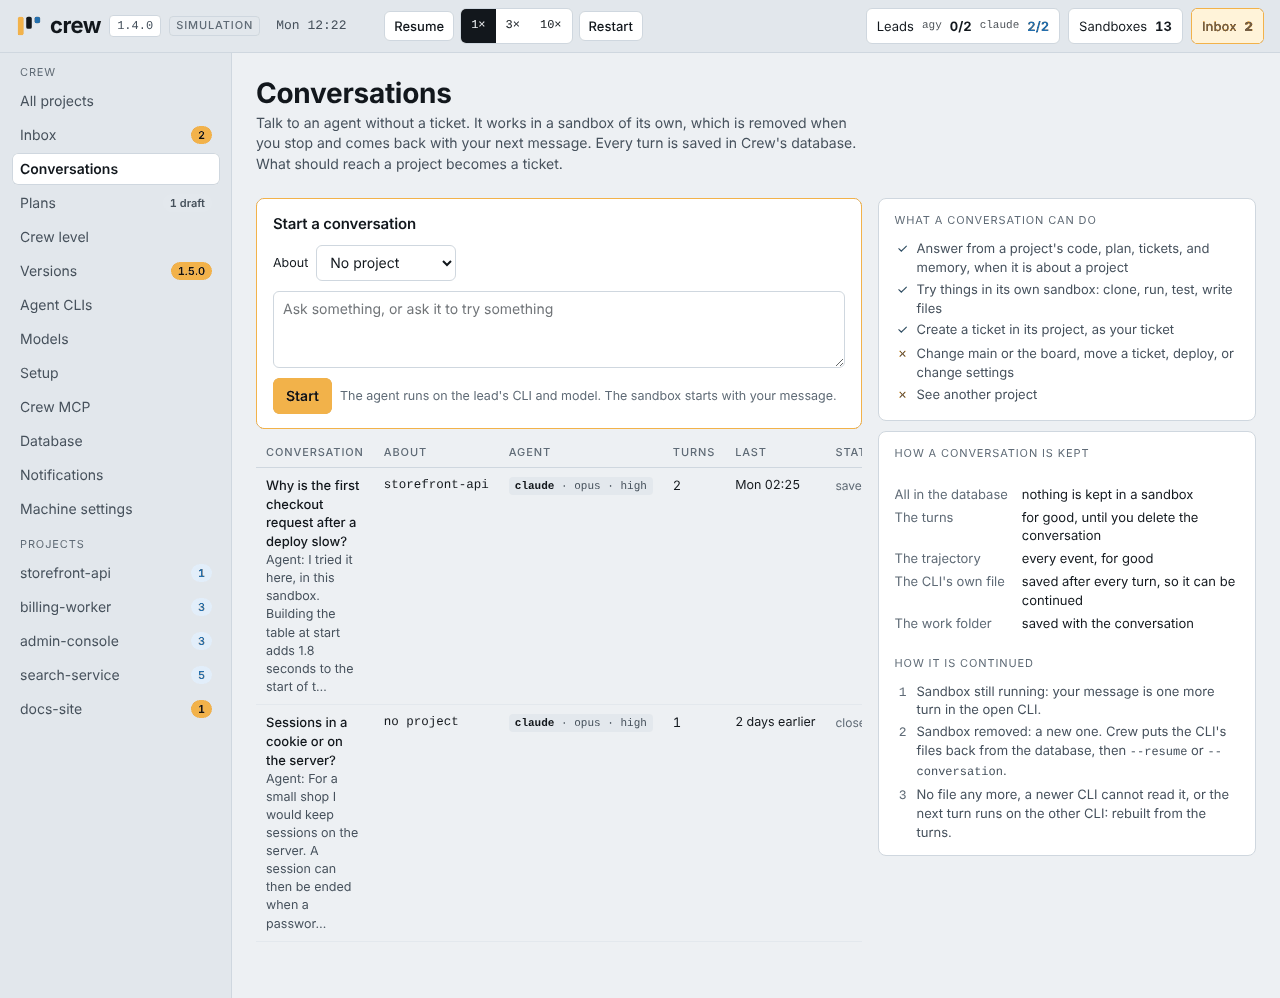 crew 1.4.0 SIMULATION Mon 12:22 Resume 1× 3× 10× Restart Leads agy 0/2 claude 2/2 Sandboxes 13 Inbox 2
CREW
All projects
Inbox 2
Conversations
Plans 1 draft
Crew level
Versions 1.5.0
Agent CLIs
Models
Setup
Crew MCP
Database
Notifications
Machine settings
PROJECTS
storefront-api 1
billing-worker 3
admin-console 3
search-service 5
docs-site 1
Conversations
Talk to an agent without a ticket. It works in a sandbox of its own, which is removed when
you stop and comes back with your next message. Every turn is saved in Crew's database.
What should reach a project becomes a ticket.
Start a conversation
About No project
Ask something, or ask it to try something
Start The agent runs on the lead's CLI and model. The sandbox starts with your message.
CONVERSATION ABOUT AGENT TURNS LAST STAT
Why is the first storefront-api claude · opus · high 2 Mon 02:25 save
checkout
request after a
deploy slow?
Agent: I tried it
here, in this
sandbox.
Building the
table at start
adds 1.8
seconds to the
start of t...
Sessions in a no project claude · opus · high 1 2 days earlier close
cookie or on
the server?
Agent: For a
small shop I
would keep
sessions on the
server. A
session can
then be ended
when a
passwor...
WHAT A CONVERSATION CAN DO
✓ Answer from a project's code, plan, tickets, and
memory, when it is about a project
✓ Try things in its own sandbox: clone, run, test, write
files
✓ Create a ticket in its project, as your ticket
× Change main or the board, move a ticket, deploy, or
change settings
× See another project
HOW A CONVERSATION IS KEPT
All in the database nothing is kept in a sandbox
The turns for good, until you delete the
conversation
The trajectory every event, for good
The CLI's own file saved after every turn, so it can be
continued
The work folder saved with the conversation
HOW IT IS CONTINUED
1 Sandbox still running: your message is one more
turn in the open CLI.
2 Sandbox removed: a new one. Crew puts the CLI's
files back from the database, then --resume or --
conversation.
3 No file any more, a newer CLI cannot read it, or the
next turn runs on the other CLI: rebuilt from the
turns.